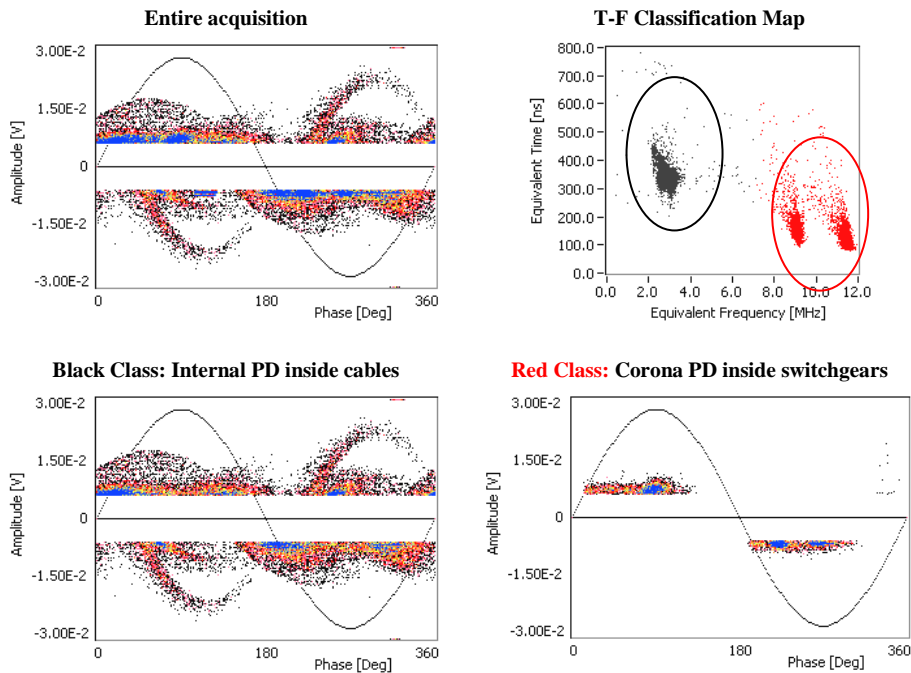 Entire acquisition
3.00E-2
1.50E-2
0
-1.50E-2
-3.00E-2
Amplitude [V]
0 180 360
Phase [Deg]
T-F Classification Map
800.0
700.0
600.0
500.0
400.0
300.0
200.0
100.0
0.0
Equivalent Time [ns]
0.0 2.0 4.0 6.0 8.0 10.0 12.0
Equivalent Frequency [MHz]
Black Class: Internal PD inside cables
3.00E-2
1.50E-2
0
-1.50E-2
-3.00E-2
Amplitude [V]
0 180 360
Phase [Deg]
Red Class: Corona PD inside switchgears
3.00E-2
1.50E-2
0
-1.50E-2
-3.00E-2
Amplitude [V]
0 180 360
Phase [Deg]